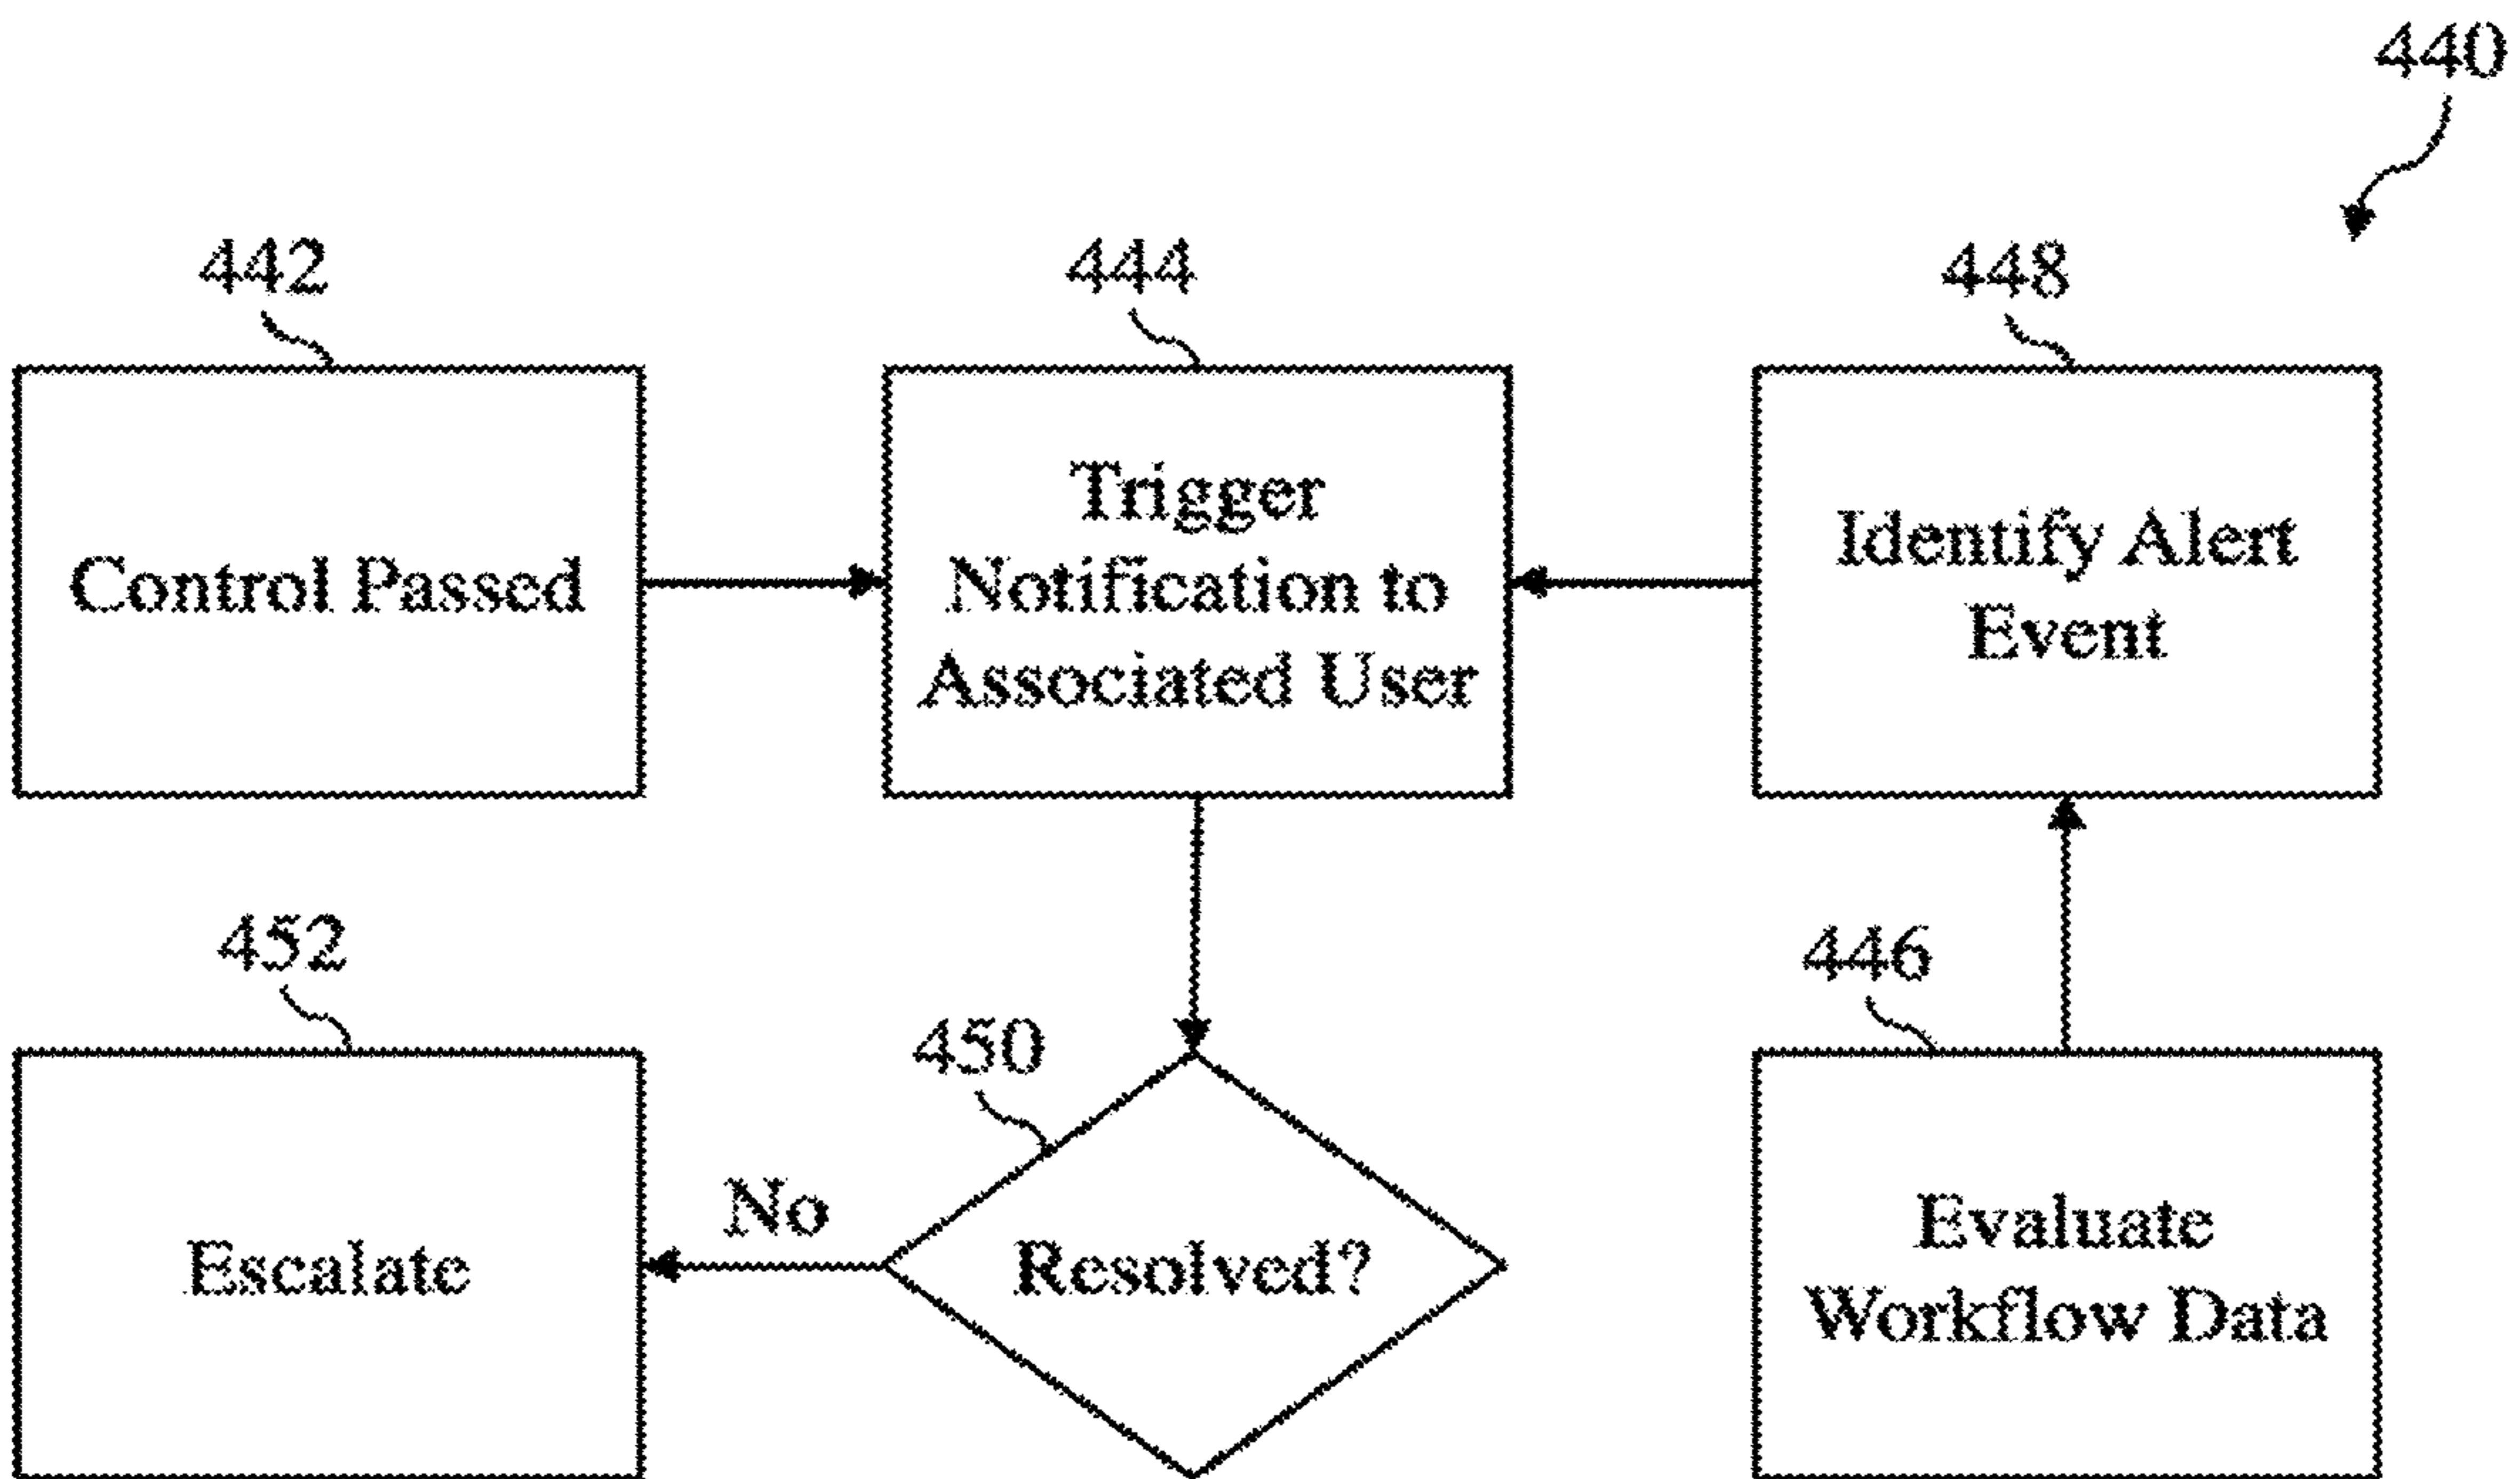 440
442
444
448
Control Passed
Trigger
Notification to
Associated User
Identify Alert
Event
452
450
446
No
Escalate
Resolved?
Evaluate
Workflow Data